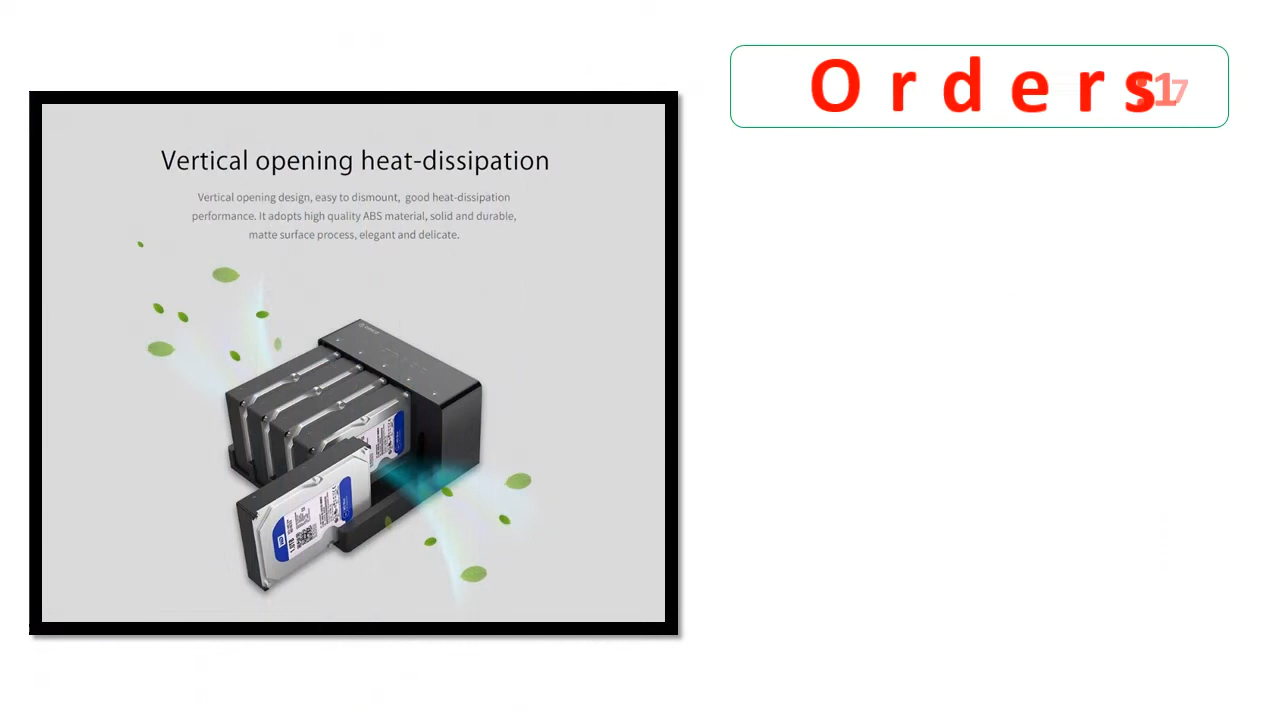 Orders
Vertical opening heat-dissipation
Vertical opening design, easy to dismount, good heat-dissipation
performance. It adopts high quality ABS material, solid and durable,
matte surface process, elegant and delicate.